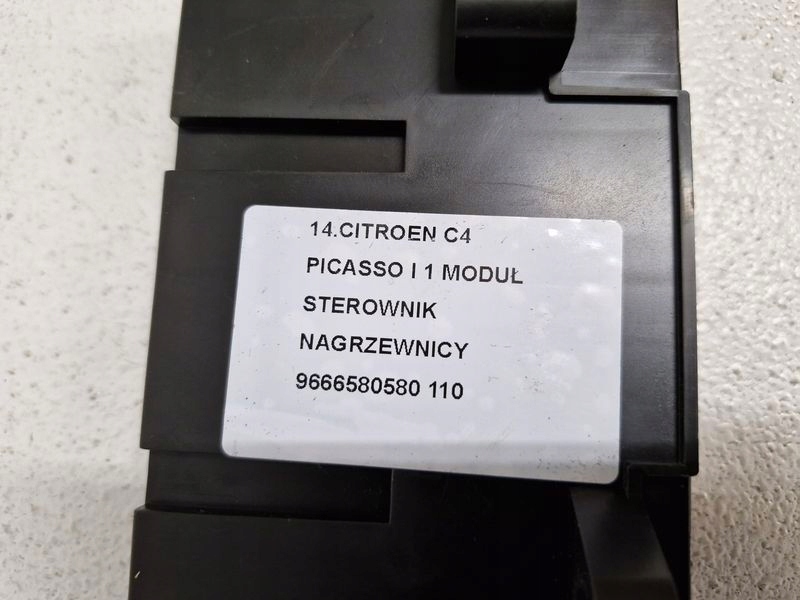 14.CITROEN C4
PICASSO I 1 MODUŁ
STEROWNIK
NAGRZEWNICY
9666580580 110